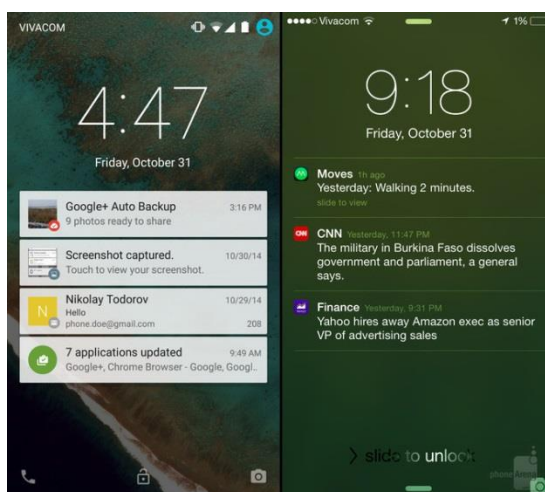 VIVACOM
4:47
Friday, October 31
Google+ Auto Backup 3:16 PM
9 photos ready to share
Screenshot captured. 10/30/14
Touch to view your screenshot.
N
Nikolay Todorov 10/29/14
Hello
phone.doe@gmail.com 208
7 applications updated 9:49 AM
Google+, Chrome Browser - Google, Googl..
Vivacom 1%
9:18
Friday, October 31
Moves 1h ago
Yesterday: Walking 2 minutes.
slide to view
CNN
CNN Yesterday, 11:47 PM
The military in Burkina Faso dissolves
government and parliament, a general
says.
Finance Yesterday, 9:31 PM
Yahoo hires away Amazon exec as senior
VP of advertising sales
> slide to unlock
phoneArena